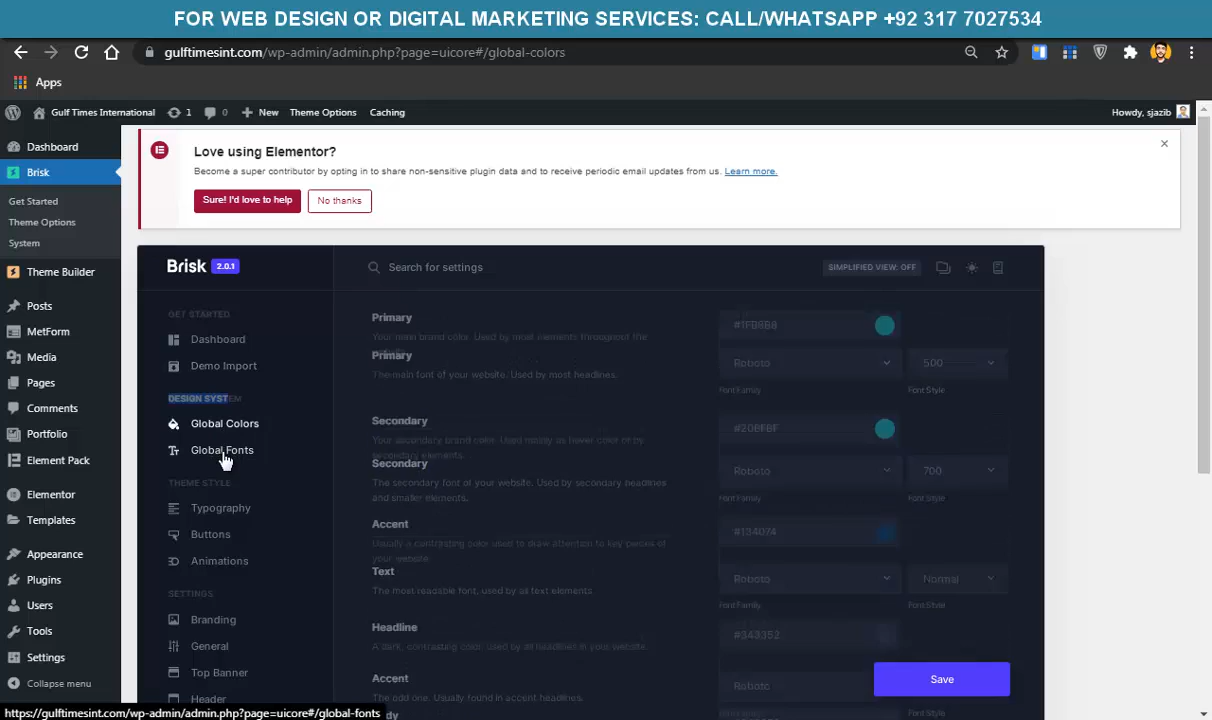 FOR WEB DESIGN OR DIGITAL MARKETING SERVICES: CALL/WHATSAPP +92 317 7027534
gulftimesint.com/wp-admin/admin.php?page=uicore#/global-colors
Apps
Gulf Times International
1
0
New
Theme Options
Caching
Howdy, sjazib
Dashboard
Brisk
Get Started
Theme Options
System
Theme Builder
Posts
MetForm
Media
Pages
Comments
Portfolio
Element Pack
Elementor
Templates
Appearance
Plugins
Users
Tools
Settings
Collapse menu
Love using Elementor?
Become a super contributor by opting in to share non-sensitive plugin data and to receive periodic email updates from us. Learn more.
Sure! I'd love to help
No thanks
Brisk 2.0.1
Search for settings
SIMPLIFIED VIEW: OFF
GET STARTED
Dashboard
Demo Import
DESIGN SYSTEM
Global Colors
Global Fonts
THEME STYLE
Typography
Buttons
Animations
SETTINGS
Branding
General
Top Banner
Header
Primary
#1FB8B8
Your main brand color. Used by most elements throughout the
Primary
Roboto
500
The main font of your website. Used by most headlines.
Font Family
Font Style
Secondary
#20BFBF
Your secondary brand color. Used mostly as hover color or by
secondary elements.
Secondary
Roboto
700
The secondary font of your website. Used by secondary headlines
and smaller elements.
Font Family
Font Style
Accent
#134074
Usually a contrasting color used to draw attention to key pieces of
your website.
Text
Roboto
Normal
The most readable font, used by all text elements.
Font Family
Font Style
Headline
#343352
A dark, contrasting color, used by all headlines in your website.
Accent
Roboto
The odd one. Usually found in accent headlines.
Save
https://gulftimesint.com/wp-admin/admin.php?page=uicore#/global-fonts